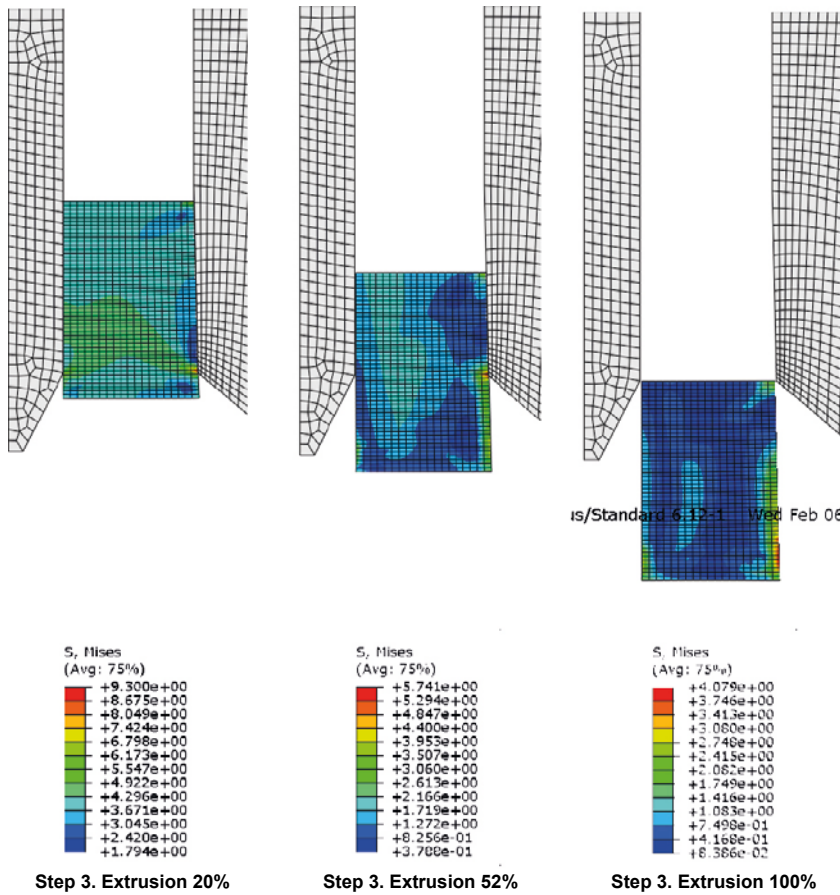 us/Standard 6.12-1 Wed Feb 06
S, Mises
(Avg: 75%)
+9.300e+00
+8.675e+00
+8.049e+00
+7.424e+00
+6.798e+00
+6.173e+00
+5.547e+00
+4.922e+00
+4.296e+00
+3.671e+00
+3.045e+00
+2.420e+00
+1.794e+00
Step 3. Extrusion 20%
S, Mises
(Avg: 75%)
+5.741e+00
+5.294e+00
+4.847e+00
+4.400e+00
+3.953e+00
+3.507e+00
+3.060e+00
+2.613e+00
+2.166e+00
+1.719e+00
+1.272e+00
+8.256e-01
+3.788e-01
Step 3. Extrusion 52%
S, Mises
(Avg: 75%)
+4.079e+00
+3.746e+00
+3.413e+00
+3.080e+00
+2.748e+00
+2.415e+00
+2.082e+00
+1.749e+00
+1.416e+00
+1.083e+00
+7.498e-01
+4.168e-01
+8.386e-02
Step 3. Extrusion 100%